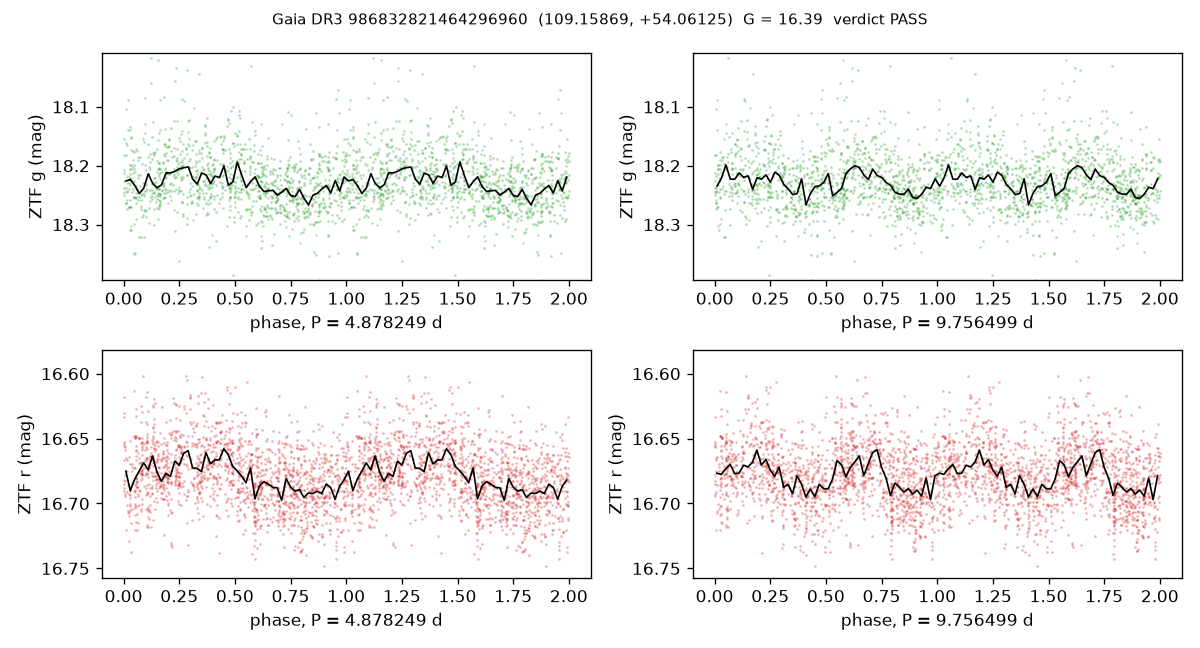 Gaia DR3 986832821464296960  (109.15869, +54.06125)  G = 16.39  verdict PASS
ZTF g (mag)
18.1
18.2
18.3
0.00 0.25 0.50 0.75 1.00 1.25 1.50 1.75 2.00
phase, P = 4.878249 d
ZTF g (mag)
18.1
18.2
18.3
0.00 0.25 0.50 0.75 1.00 1.25 1.50 1.75 2.00
phase, P = 9.756499 d
ZTF r (mag)
16.60
16.65
16.70
16.75
0.00 0.25 0.50 0.75 1.00 1.25 1.50 1.75 2.00
phase, P = 4.878249 d
ZTF r (mag)
16.60
16.65
16.70
16.75
0.00 0.25 0.50 0.75 1.00 1.25 1.50 1.75 2.00
phase, P = 9.756499 d